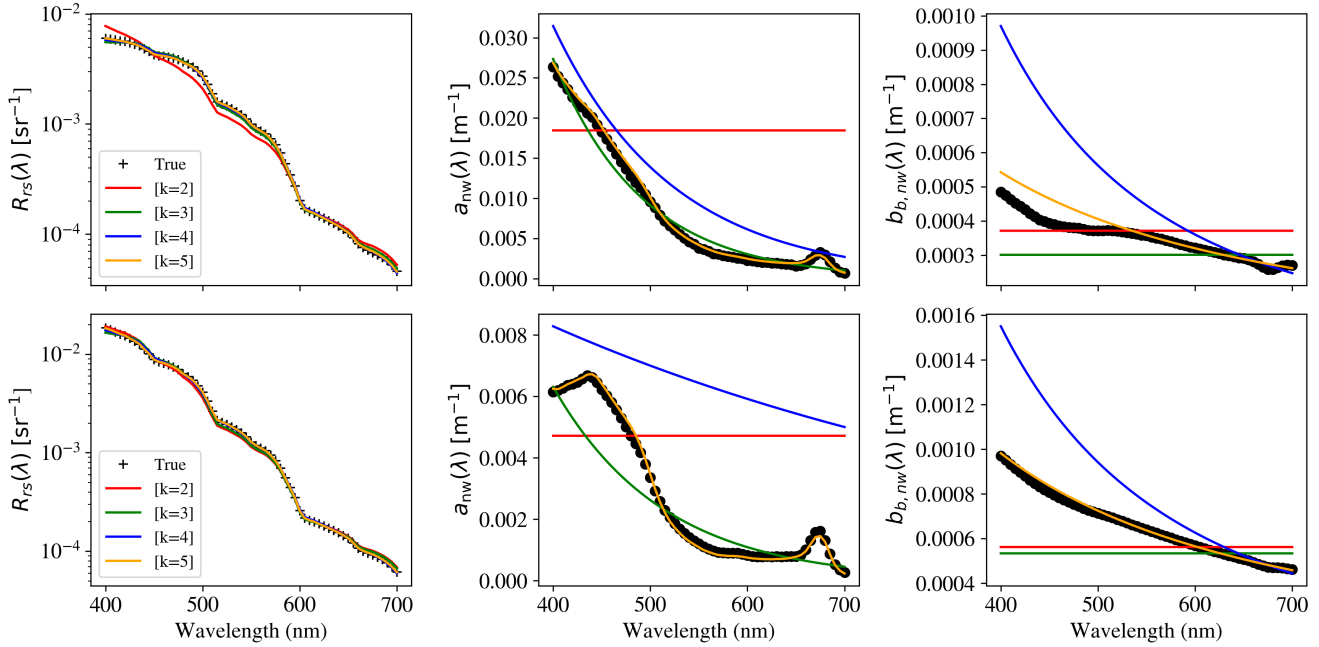 10⁻²
10⁻³
10⁻⁴
R_rs(λ) [sr⁻¹]
True
[k=2]
[k=3]
[k=4]
[k=5]
0.030
0.025
0.020
0.015
0.010
0.005
0.000
a_nw(λ) [m⁻¹]
0.0010
0.0009
0.0008
0.0007
0.0006
0.0005
0.0004
0.0003
b_b,nw(λ) [m⁻¹]
10⁻²
10⁻³
10⁻⁴
R_rs(λ) [sr⁻¹]
True
[k=2]
[k=3]
[k=4]
[k=5]
400 500 600 700
Wavelength (nm)
0.008
0.006
0.004
0.002
0.000
a_nw(λ) [m⁻¹]
400 500 600 700
Wavelength (nm)
0.0016
0.0014
0.0012
0.0010
0.0008
0.0006
0.0004
b_b,nw(λ) [m⁻¹]
400 500 600 700
Wavelength (nm)